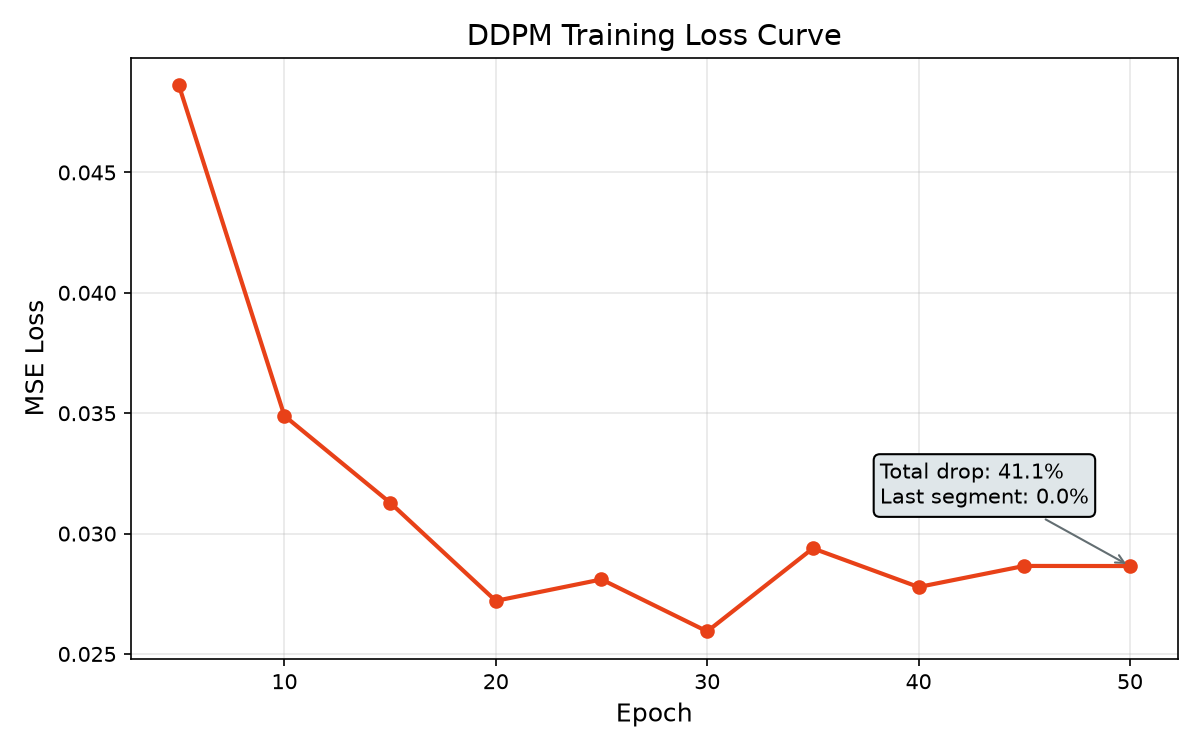 DDPM Training Loss Curve
MSE Loss
0.045
0.040
0.035
0.030
0.025
Total drop: 41.1%
Last segment: 0.0%
10
20
30
40
50
Epoch